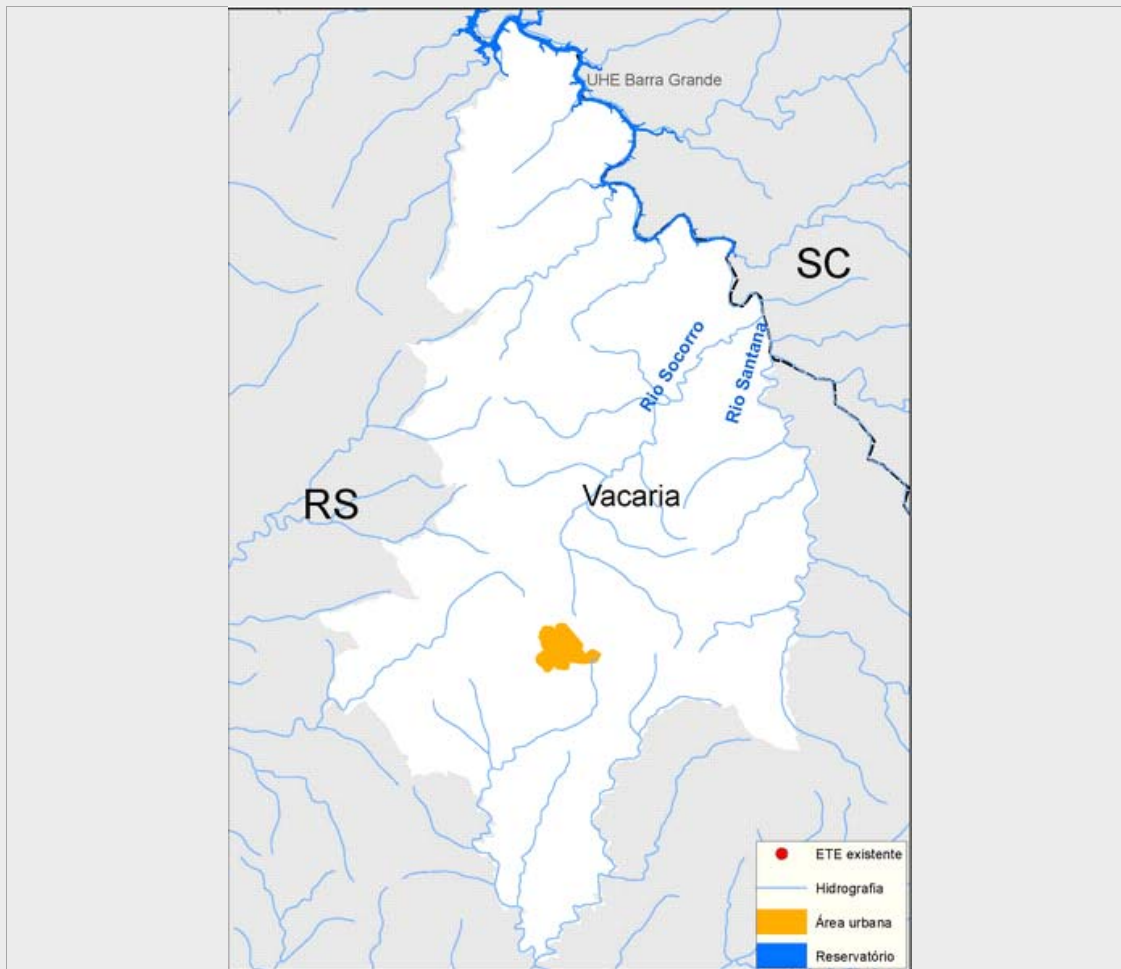 UHE Barra Grande
SC
Rio Socorro
Rio Santana
RS
Vacaria
ETE existente
Hidrografia
Área urbana
Reservatório